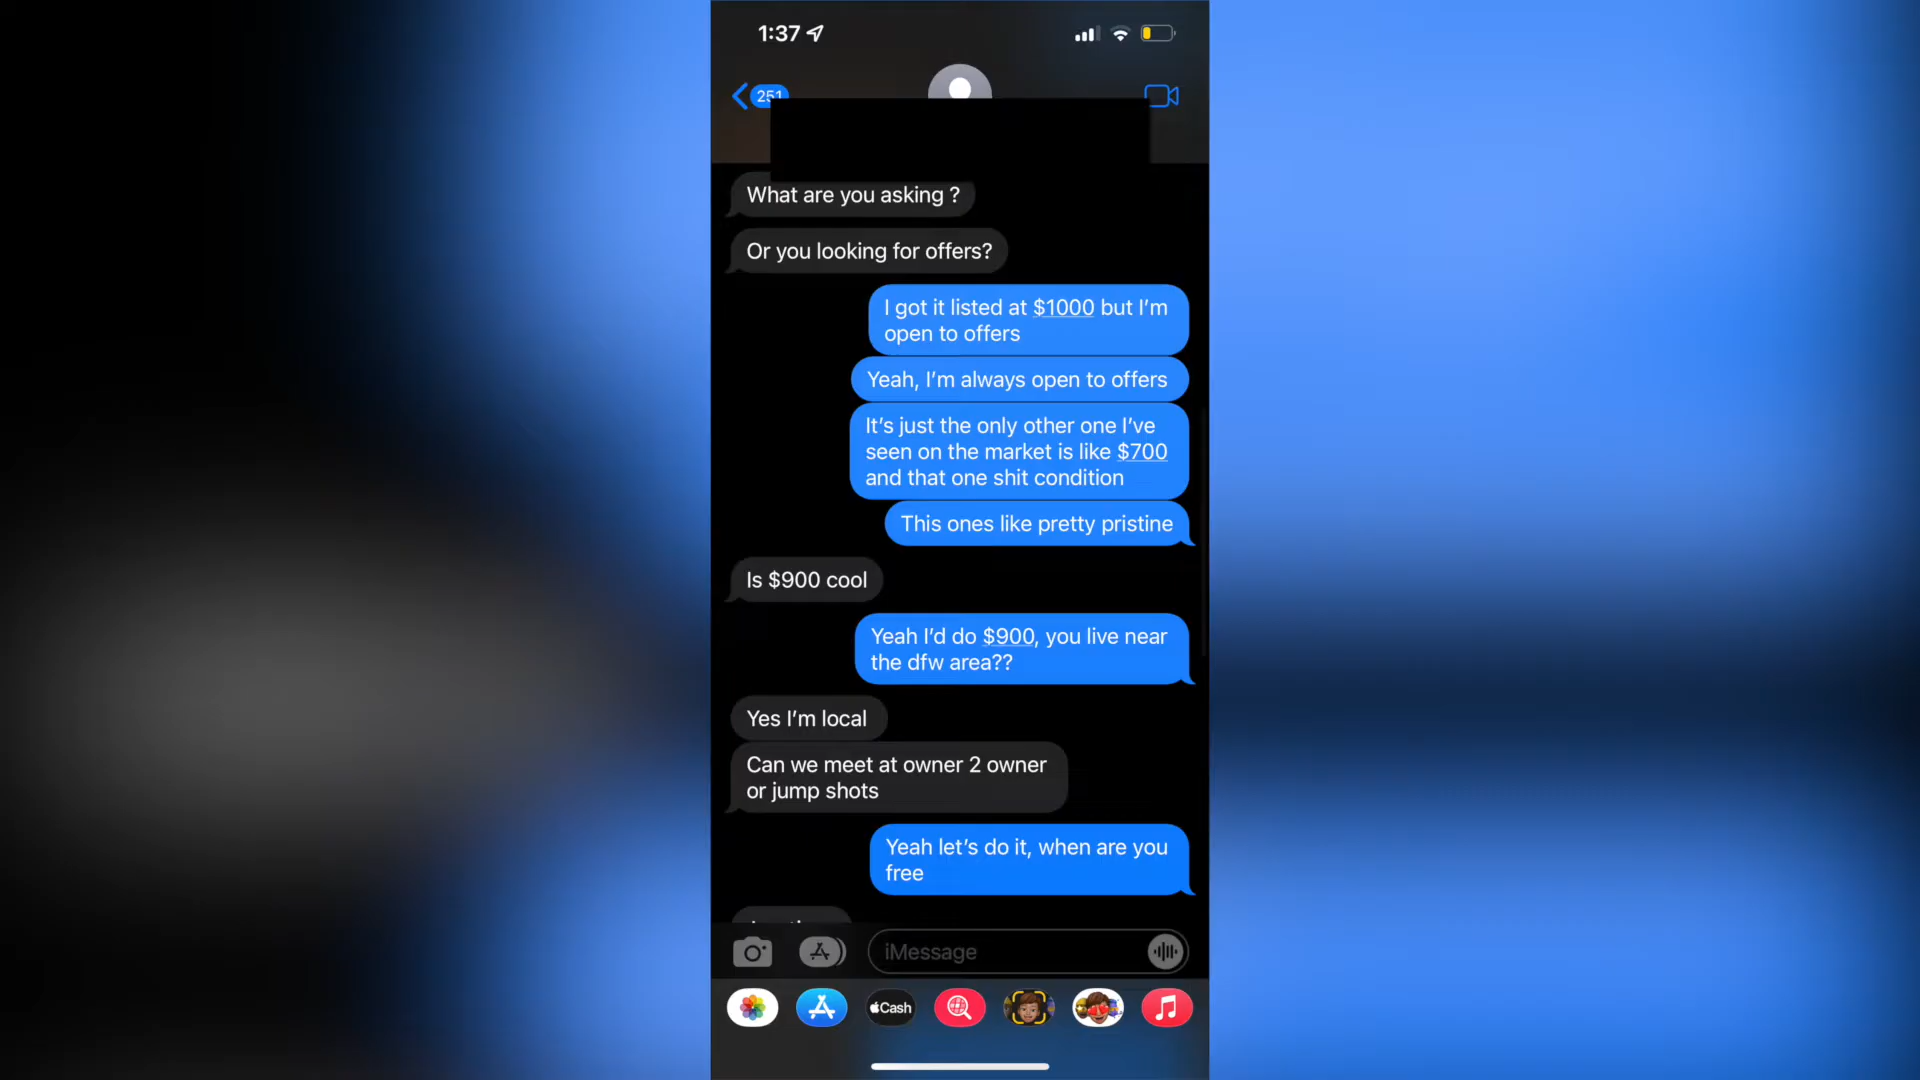 1:37
251
What are you asking ?
Or you looking for offers?
I got it listed at $1000 but I’m
open to offers
Yeah, I’m always open to offers
It’s just the only other one I’ve
seen on the market is like $700
and that one shit condition
This ones like pretty pristine
Is $900 cool
Yeah I’d do $900, you live near
the dfw area??
Yes I’m local
Can we meet at owner 2 owner
or jump shots
Yeah let’s do it, when are you
free
iMessage
Cash